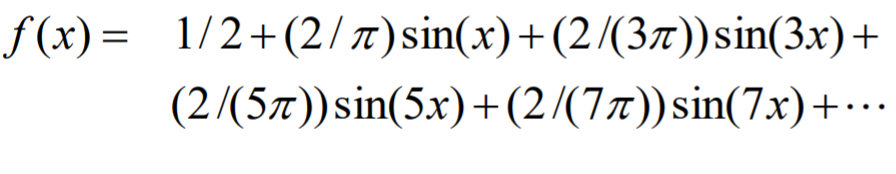 f(x) = 1/2+(2/π)sin(x)+(2/(3π))sin(3x)+
(2/(5π))sin(5x)+(2/(7π))sin(7x)+⋯